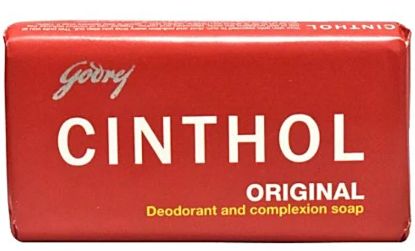 Godrej
CINTHOL
ORIGINAL
Deodorant and complexion soap